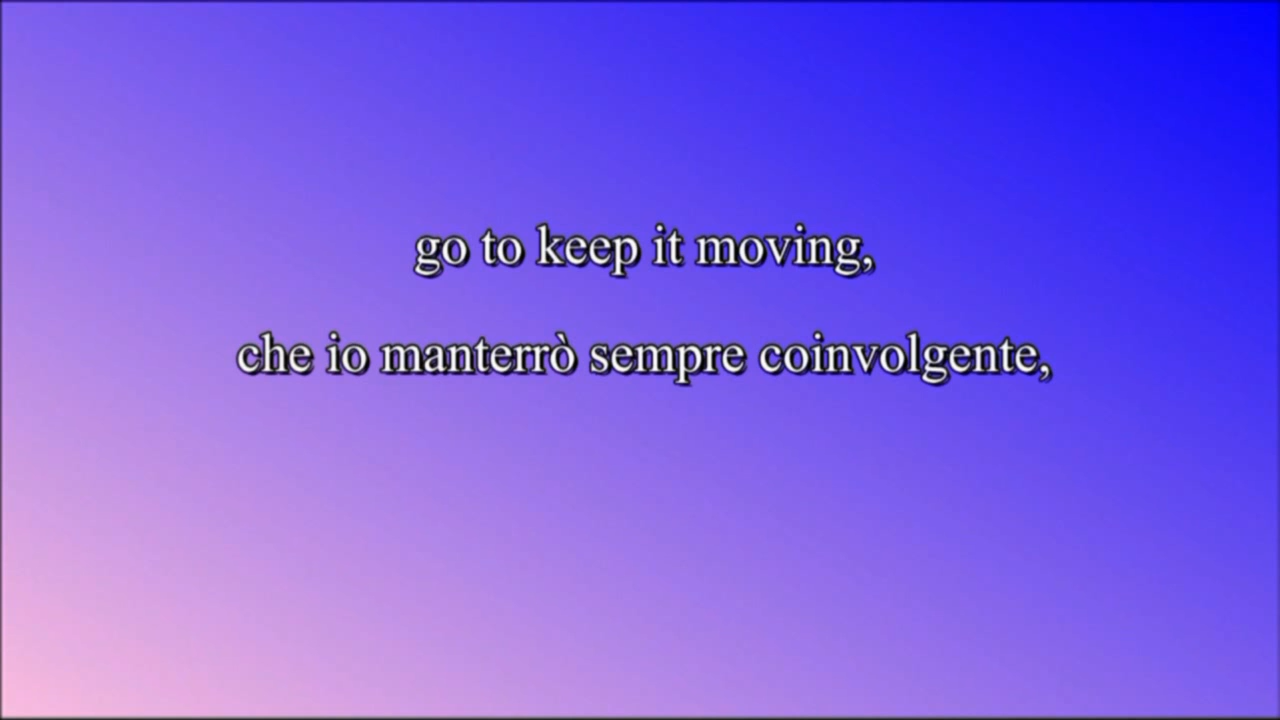 go to keep it moving,
che io manterrò sempre coinvolgente,